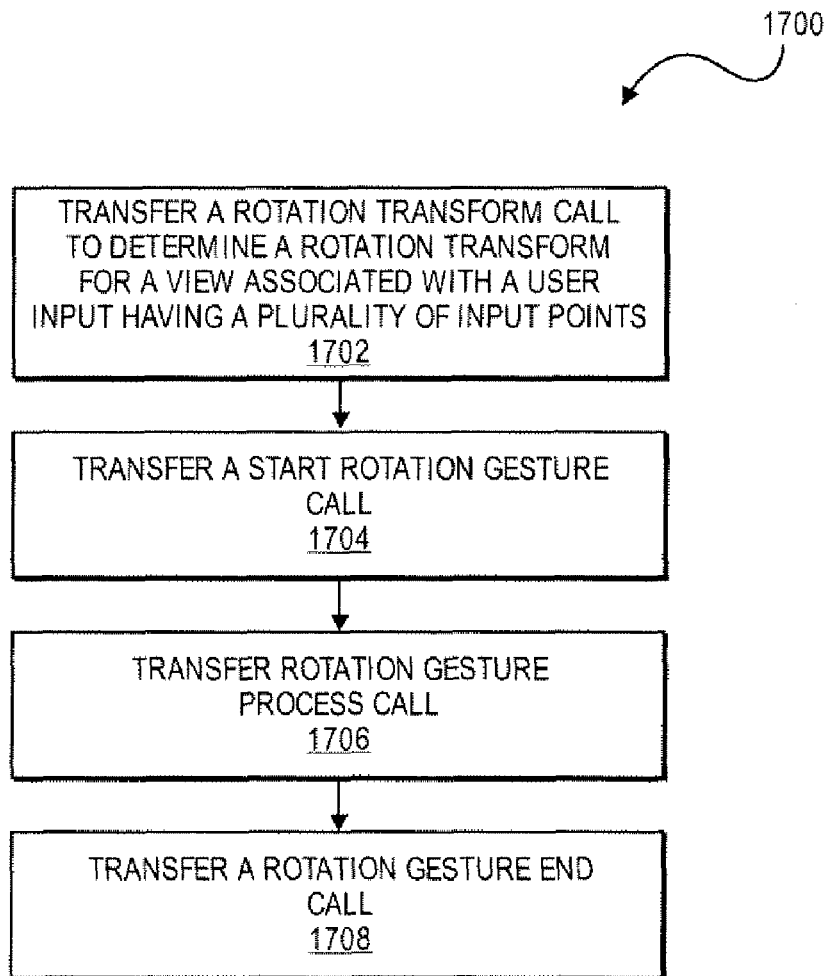 1700
TRANSFER A ROTATION TRANSFORM CALL
TO DETERMINE A ROTATION TRANSFORM
FOR A VIEW ASSOCIATED WITH A USER
INPUT HAVING A PLURALITY OF INPUT POINTS
1702
TRANSFER A START ROTATION GESTURE
CALL
1704
TRANSFER ROTATION GESTURE
PROCESS CALL
1706
TRANSFER A ROTATION GESTURE END
CALL
1708